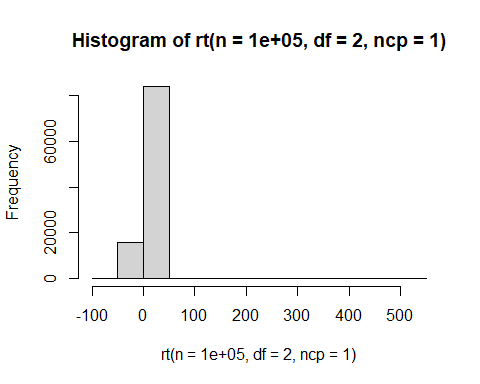 Histogram of rt(n = 1e+05, df = 2, ncp = 1)
Frequency
60000
20000
0
-100 0 100 200 300 400 500
rt(n = 1e+05, df = 2, ncp = 1)